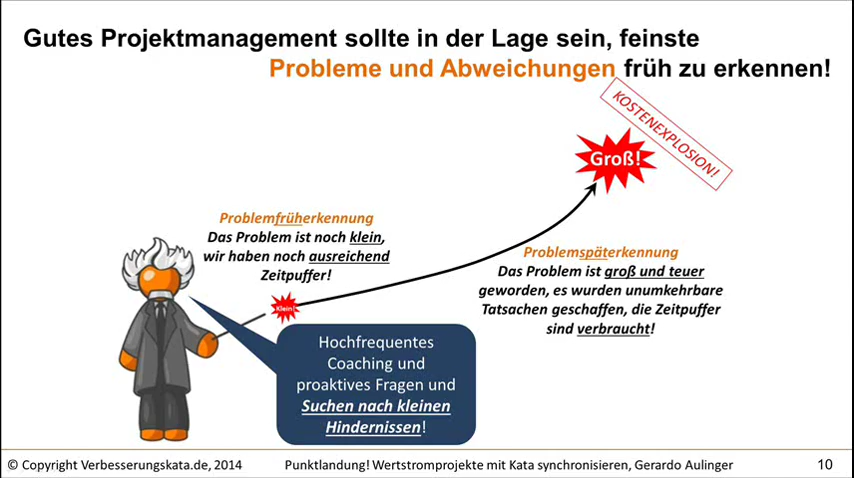 Gutes Projektmanagement sollte in der Lage sein, feinste
Probleme und Abweichungen früh zu erkennen!
KOSTENEXPLOSION!
Groß!
Problemfrüherkennung
Das Problem ist noch klein,
wir haben noch ausreichend
Zeitpuffer!
Klein!
Problemspäterkennung
Das Problem ist groß und teuer
geworden, es wurden unumkehrbare
Tatsachen geschaffen, die Zeitpuffer
sind verbraucht!
Hochfrequentes
Coaching und
proaktives Fragen und
Suchen nach kleinen
Hindernissen!
© Copyright Verbesserungskata.de, 2014
Punktlandung! Wertstromprojekte mit Kata synchronisieren, Gerardo Aulinger
10